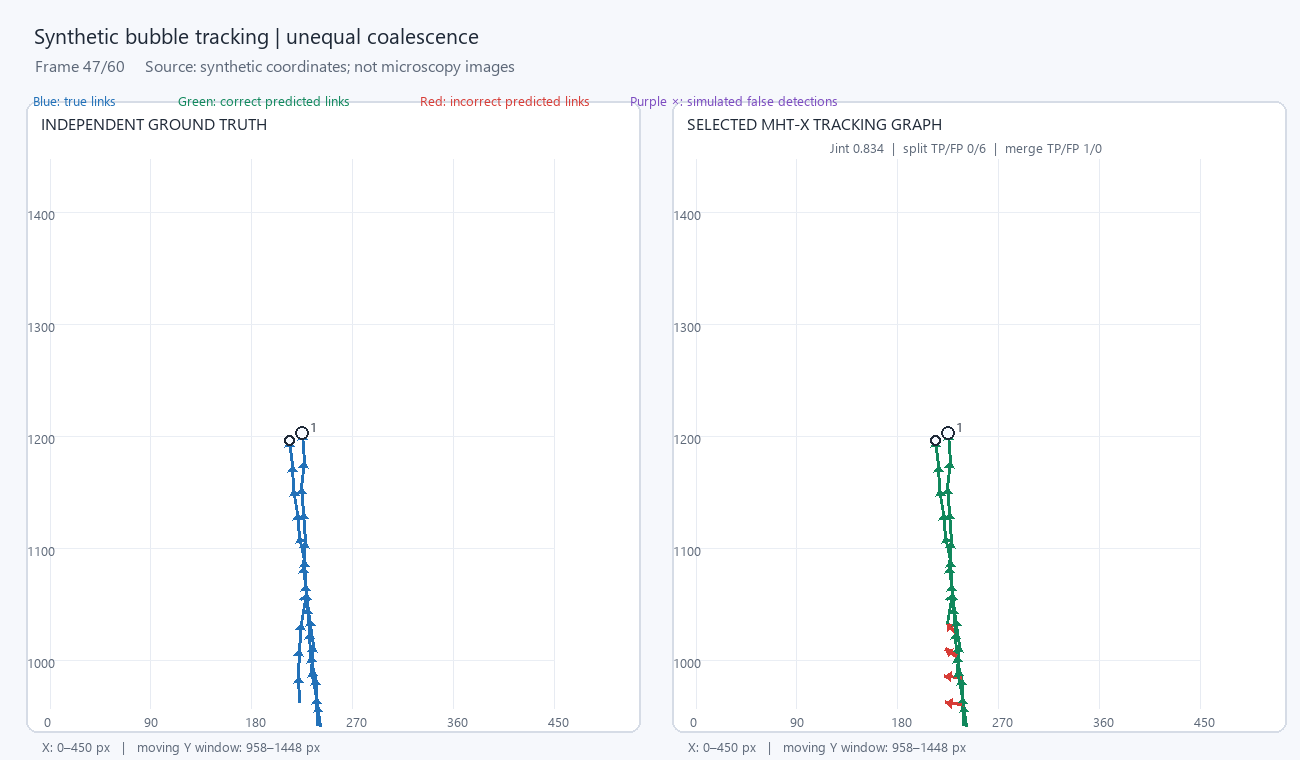 Synthetic bubble tracking | unequal coalescence
Frame 47/60 Source: synthetic coordinates; not microscopy images
Blue: true links Green: correct predicted links Red: incorrect predicted links Purple ×: simulated false detections
INDEPENDENT GROUND TRUTH
1400
1300
1200
1100
1000
1
0 90 180 270 360 450
X: 0–450 px | moving Y window: 958–1448 px
SELECTED MHT-X TRACKING GRAPH
Jint 0.834 | split TP/FP 0/6 | merge TP/FP 1/0
1400
1300
1200
1100
1000
1
0 90 180 270 360 450
X: 0–450 px | moving Y window: 958–1448 px